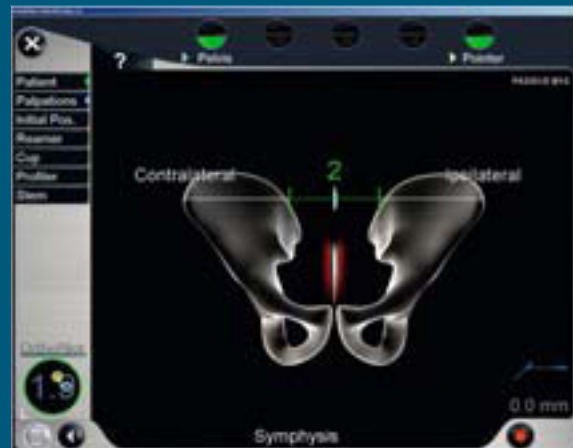 ?
Pelvis
Pointer
Patient
Palpations
Initial Pos.
Reamer
Cup
Profiler
Stem
2
Contralateral
Ipsilateral
OrthoPilot
1.9
0.0 mm
Symphysis